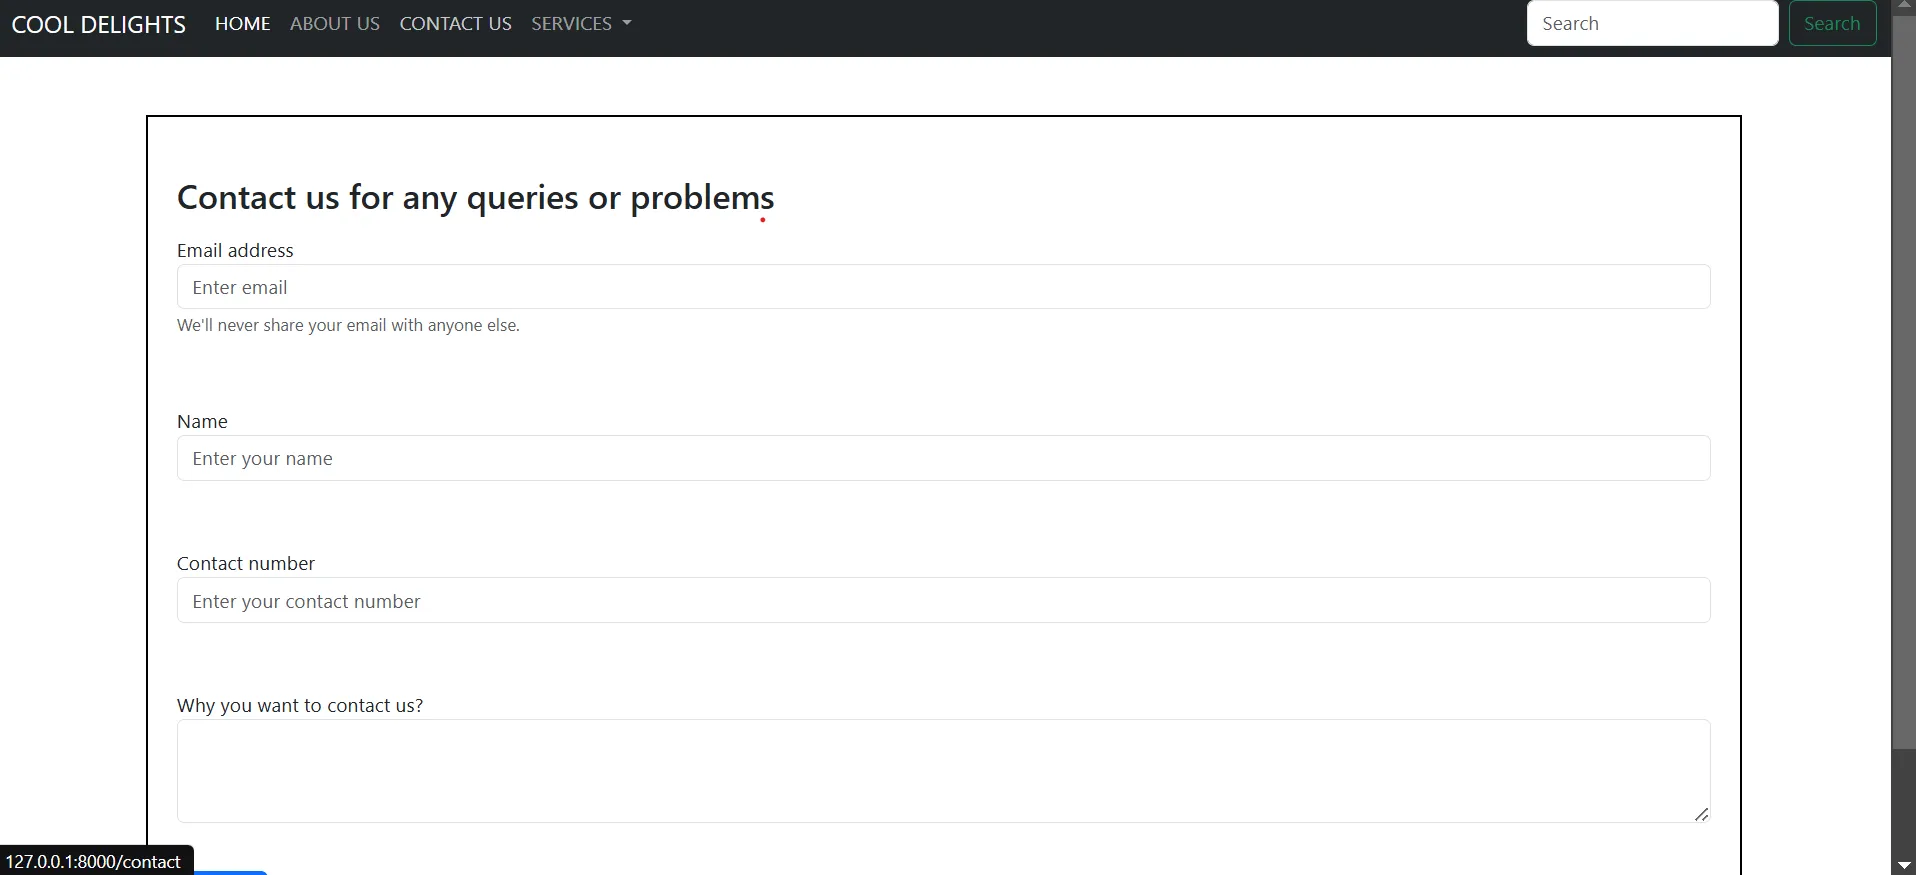 COOL DELIGHTS HOME ABOUT US CONTACT US SERVICES Search Search
Contact us for any queries or problems
Email address
Enter email
We'll never share your email with anyone else.
Name
Enter your name
Contact number
Enter your contact number
Why you want to contact us?
127.0.0.1:8000/contact